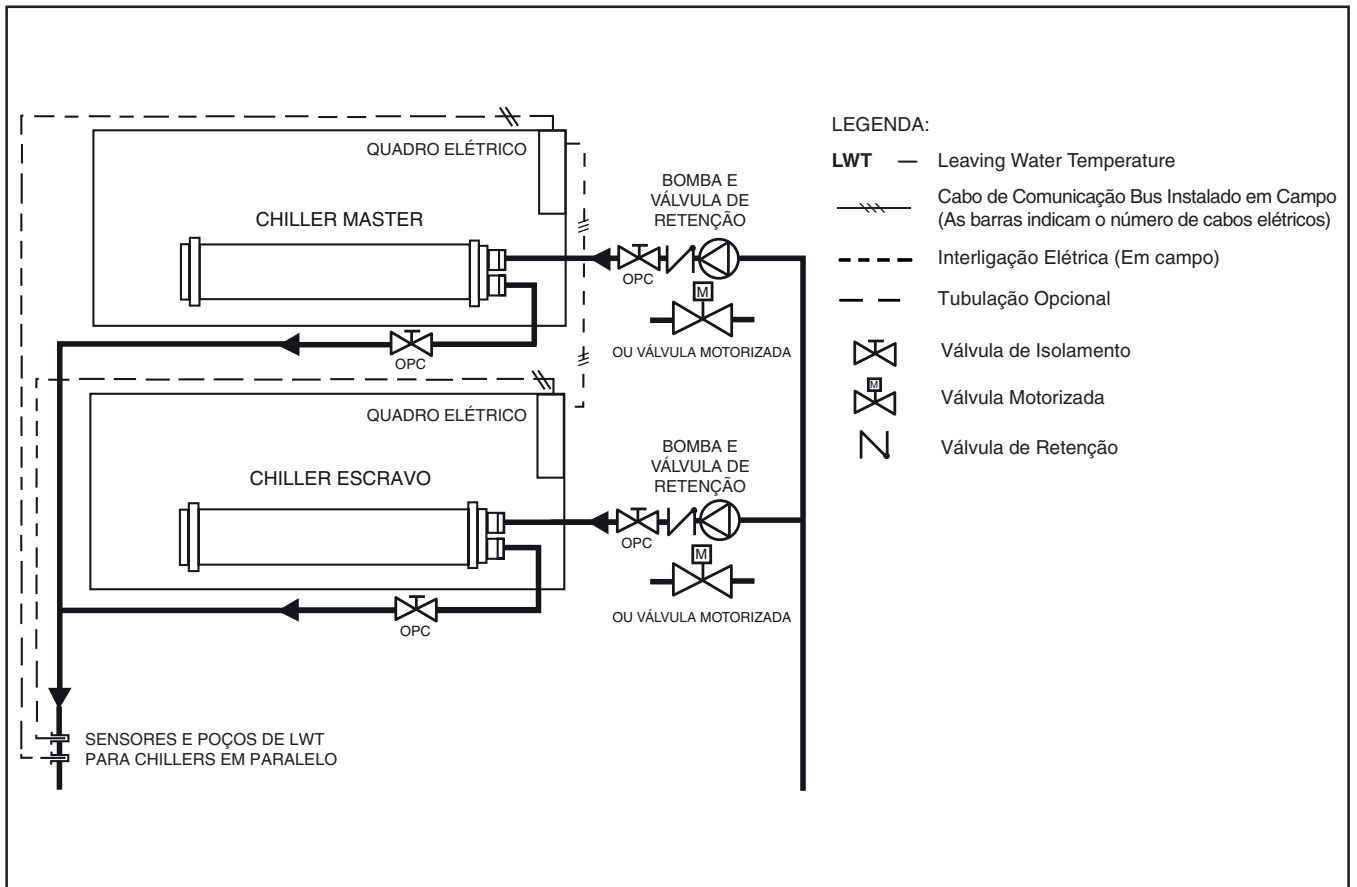 QUADRO ELÉTRICO
CHILLER MASTER
BOMBA E
VÁLVULA DE
RETENÇÃO
OPC
M
OU VÁLVULA MOTORIZADA
OPC
QUADRO ELÉTRICO
CHILLER ESCRAVO
BOMBA E
VÁLVULA DE
RETENÇÃO
OPC
M
OU VÁLVULA MOTORIZADA
OPC
SENSORES E POÇOS DE LWT
PARA CHILLERS EM PARALELO
LEGENDA:
LWT — Leaving Water Temperature
Cabo de Comunicação Bus Instalado em Campo
(As barras indicam o número de cabos elétricos)
Interligação Elétrica (Em campo)
Tubulação Opcional
Válvula de Isolamento
M
Válvula Motorizada
Válvula de Retenção